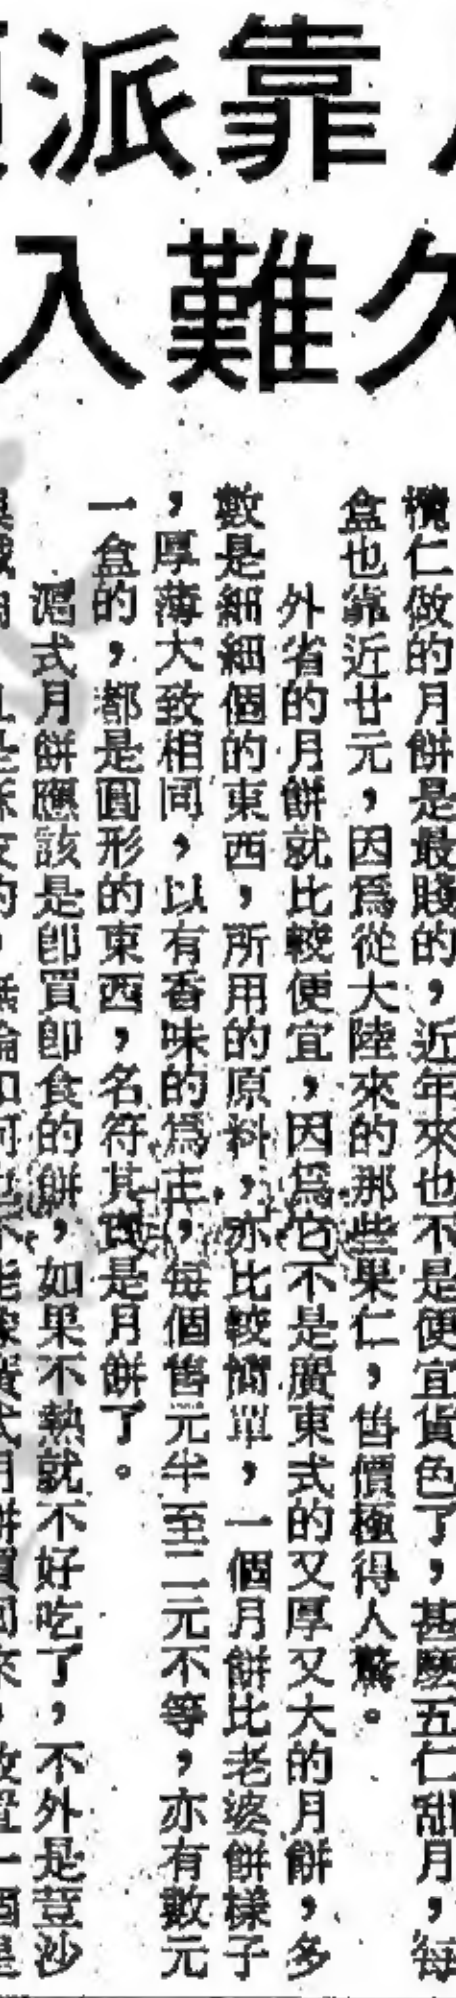 派靠
入難久
欖仁做的月餅是最賤的，近年來也不是便宜貨色了，甚麼五仁甜月，每
盒也靠近廿元，因爲從大陸來的那些果仁，售價極得人驚。
外省的月餅就比較便宜，因爲它不是廣東式的又厚又大的月餅，多
數是細細個的東西，所用的原料，亦比較簡單，一個月餅比老婆餅樣子
，厚薄大致相同，以有香味的爲主，每個售元半至二元不等，亦有數元
一盒的，都是圓形的東西，名符其實是月餅了。
滬式月餅應該是卽買卽食的餅，如果不熱就不好吃了，不外是荳沙